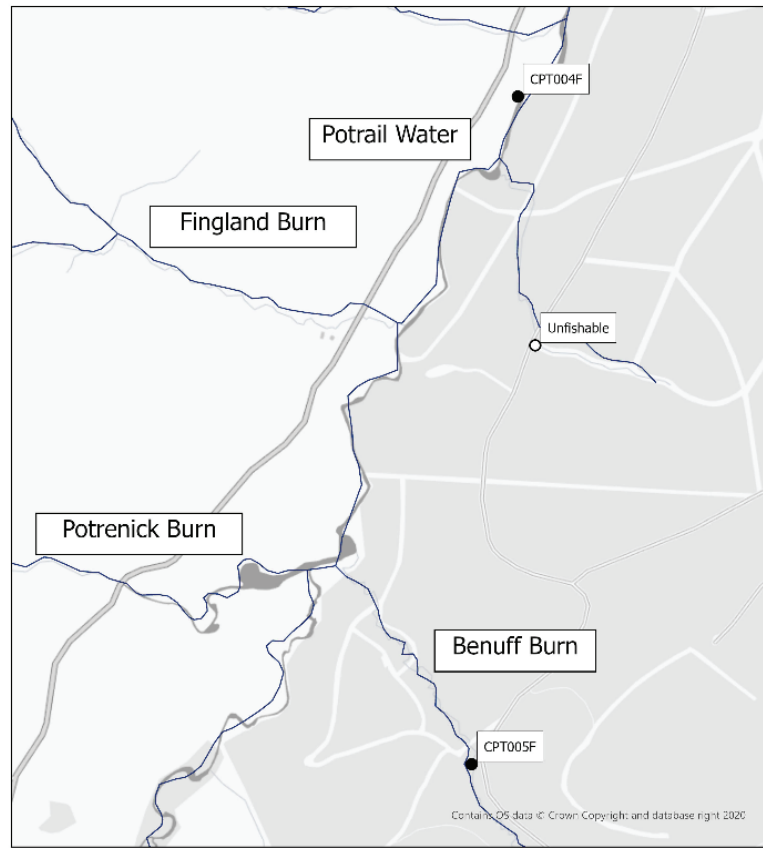 CPT004F
Potrail Water
Fingland Burn
Unfishable
Potrenick Burn
Benuff Burn
CPT005F
Contains OS data © Crown Copyright and database right 2020